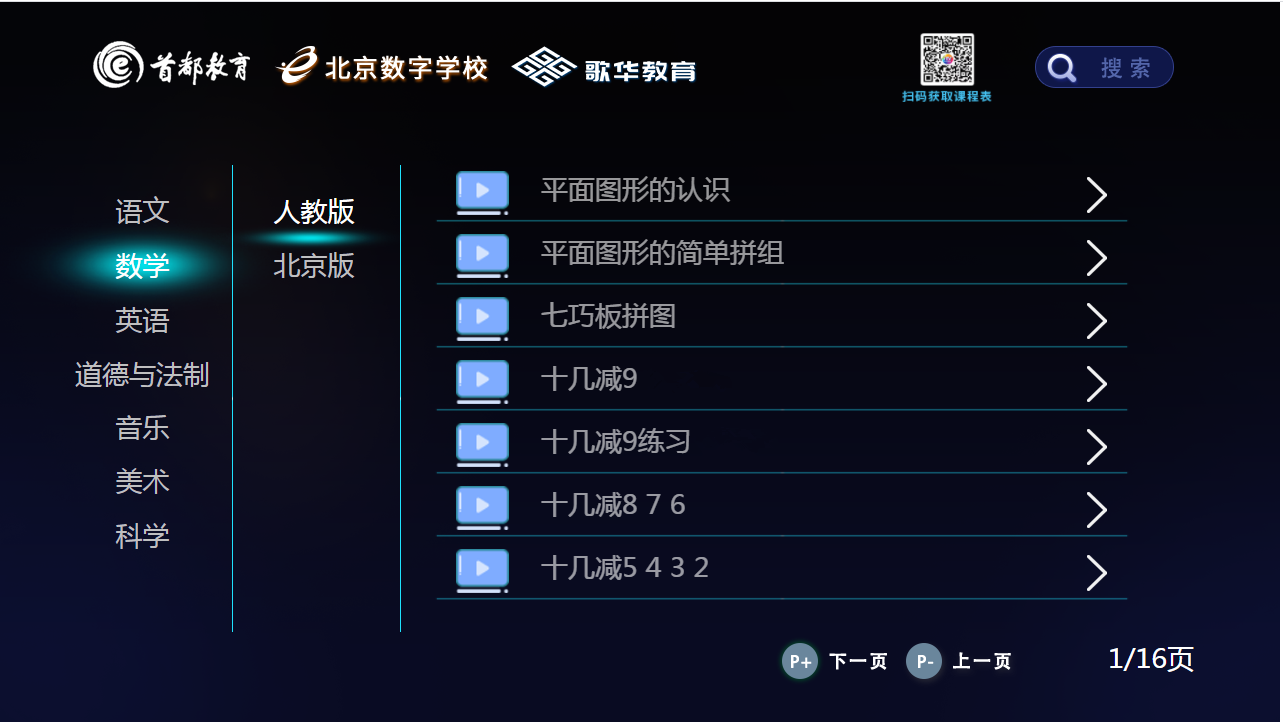 首都教育 北京数字学校 歌华教育
扫码获取课程表
搜索
语文
数学
英语
道德与法制
音乐
美术
科学
人教版
北京版
平面图形的认识
平面图形的简单拼组
七巧板拼图
十几减9
十几减9练习
十几减8 7 6
十几减5 4 3 2
P+ 下一页 P- 上一页 1/16页